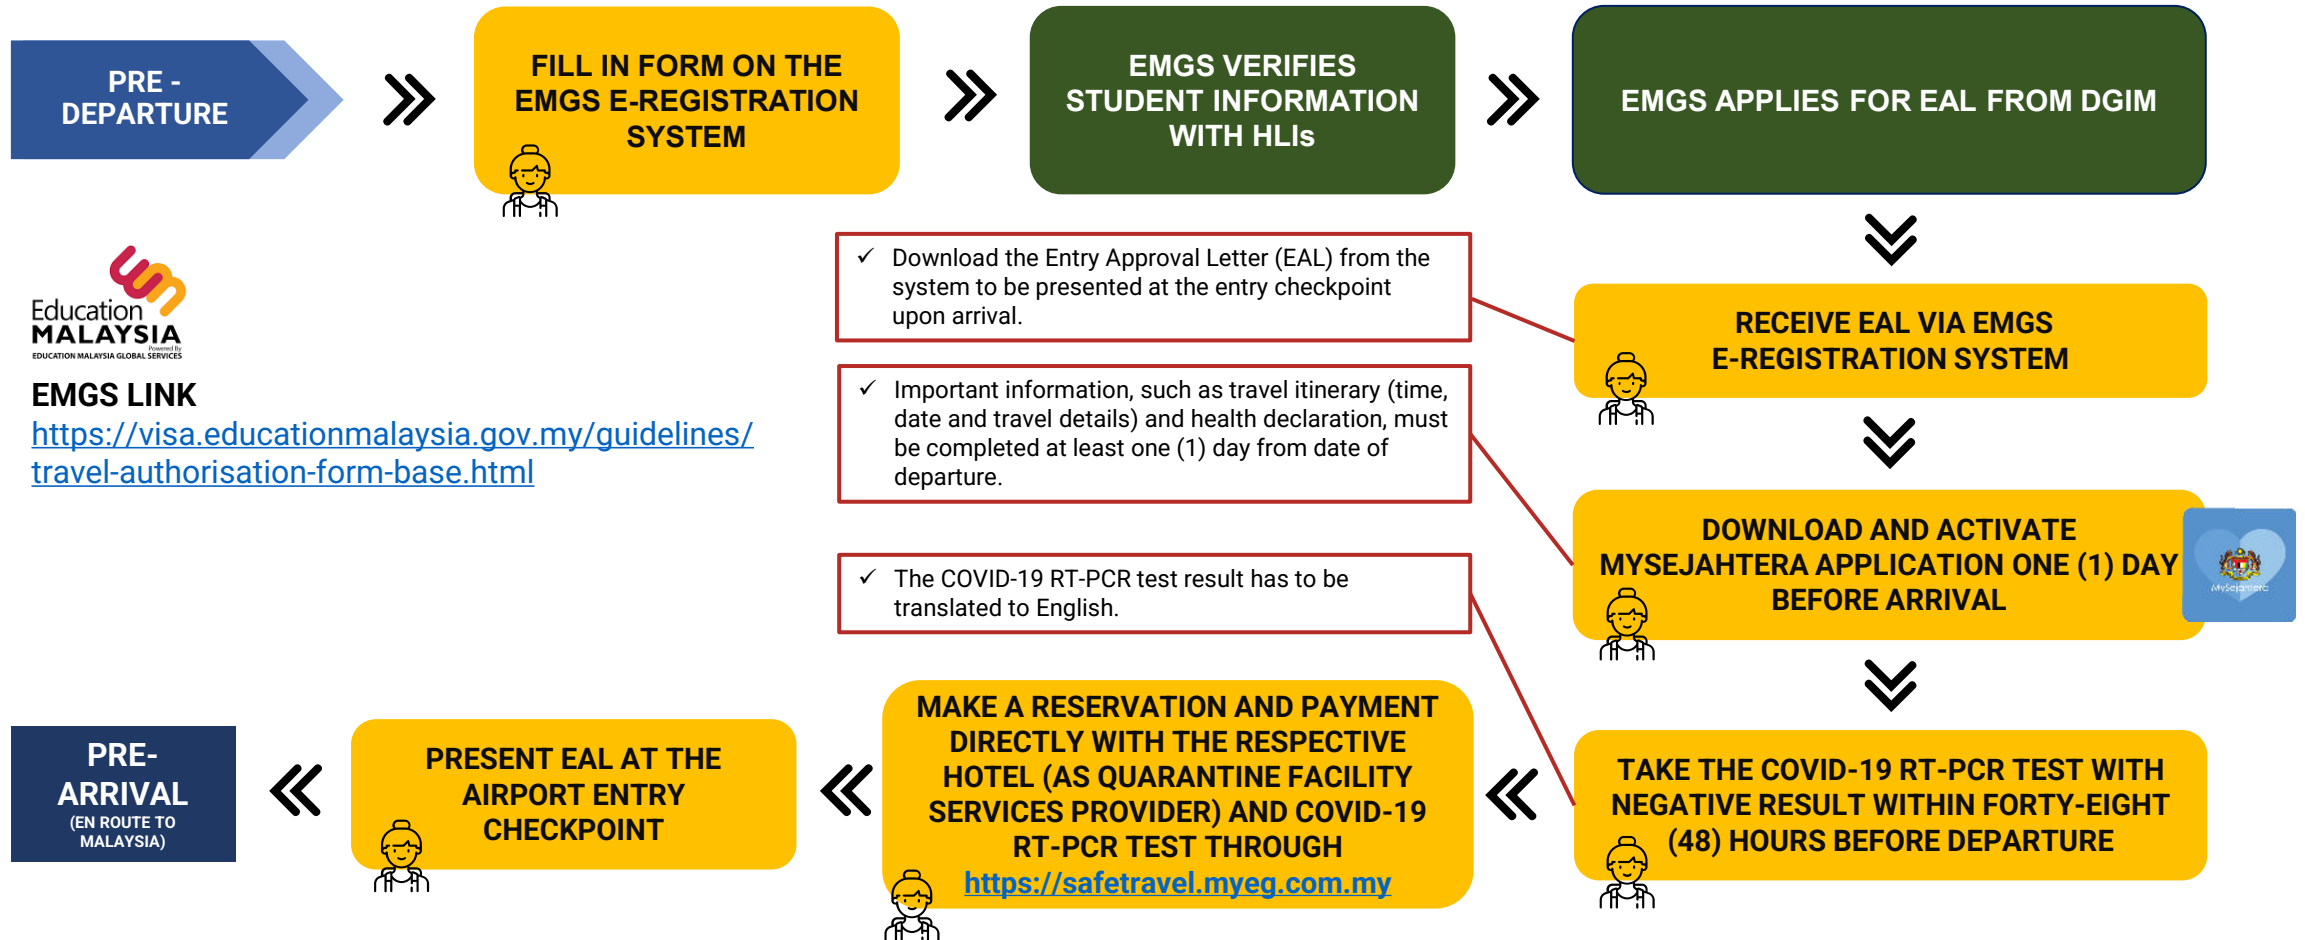 PRE -
DEPARTURE
FILL IN FORM ON THE
EMGS E-REGISTRATION
SYSTEM
EMGS VERIFIES
STUDENT INFORMATION
WITH HLIs
EMGS APPLIES FOR EAL FROM DGIM
Education
MALAYSIA
Powered By
EDUCATION MALAYSIA GLOBAL SERVICES
EMGS LINK
https://visa.educationmalaysia.gov.my/guidelines/
travel-authorisation-form-base.html
✓ Download the Entry Approval Letter (EAL) from the
system to be presented at the entry checkpoint
upon arrival.
RECEIVE EAL VIA EMGS
E-REGISTRATION SYSTEM
✓ Important information, such as travel itinerary (time,
date and travel details) and health declaration, must
be completed at least one (1) day from date of
departure.
DOWNLOAD AND ACTIVATE
MYSEJAHTERA APPLICATION ONE (1) DAY
BEFORE ARRIVAL
MySejahtera
✓ The COVID-19 RT-PCR test result has to be
translated to English.
TAKE THE COVID-19 RT-PCR TEST WITH
NEGATIVE RESULT WITHIN FORTY-EIGHT
(48) HOURS BEFORE DEPARTURE
MAKE A RESERVATION AND PAYMENT
DIRECTLY WITH THE RESPECTIVE
HOTEL (AS QUARANTINE FACILITY
SERVICES PROVIDER) AND COVID-19
RT-PCR TEST THROUGH
https://safetravel.myeg.com.my
PRESENT EAL AT THE
AIRPORT ENTRY
CHECKPOINT
PRE-
ARRIVAL
(EN ROUTE TO
MALAYSIA)